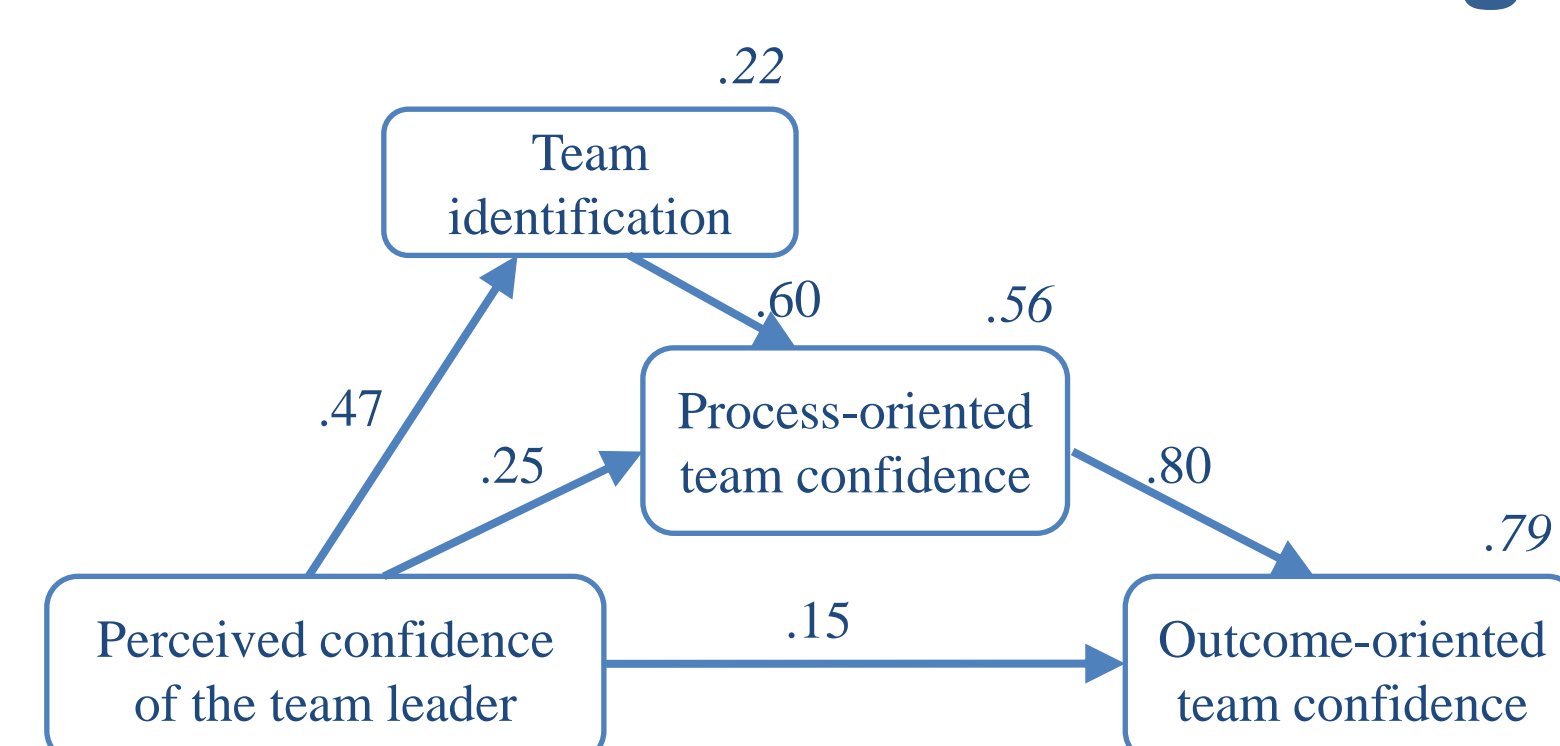 .22
Team
identification
.60
.56
.47
Process-oriented
team confidence
.25
.80
.79
.15
Perceived confidence
of the team leader
Outcome-oriented
team confidence